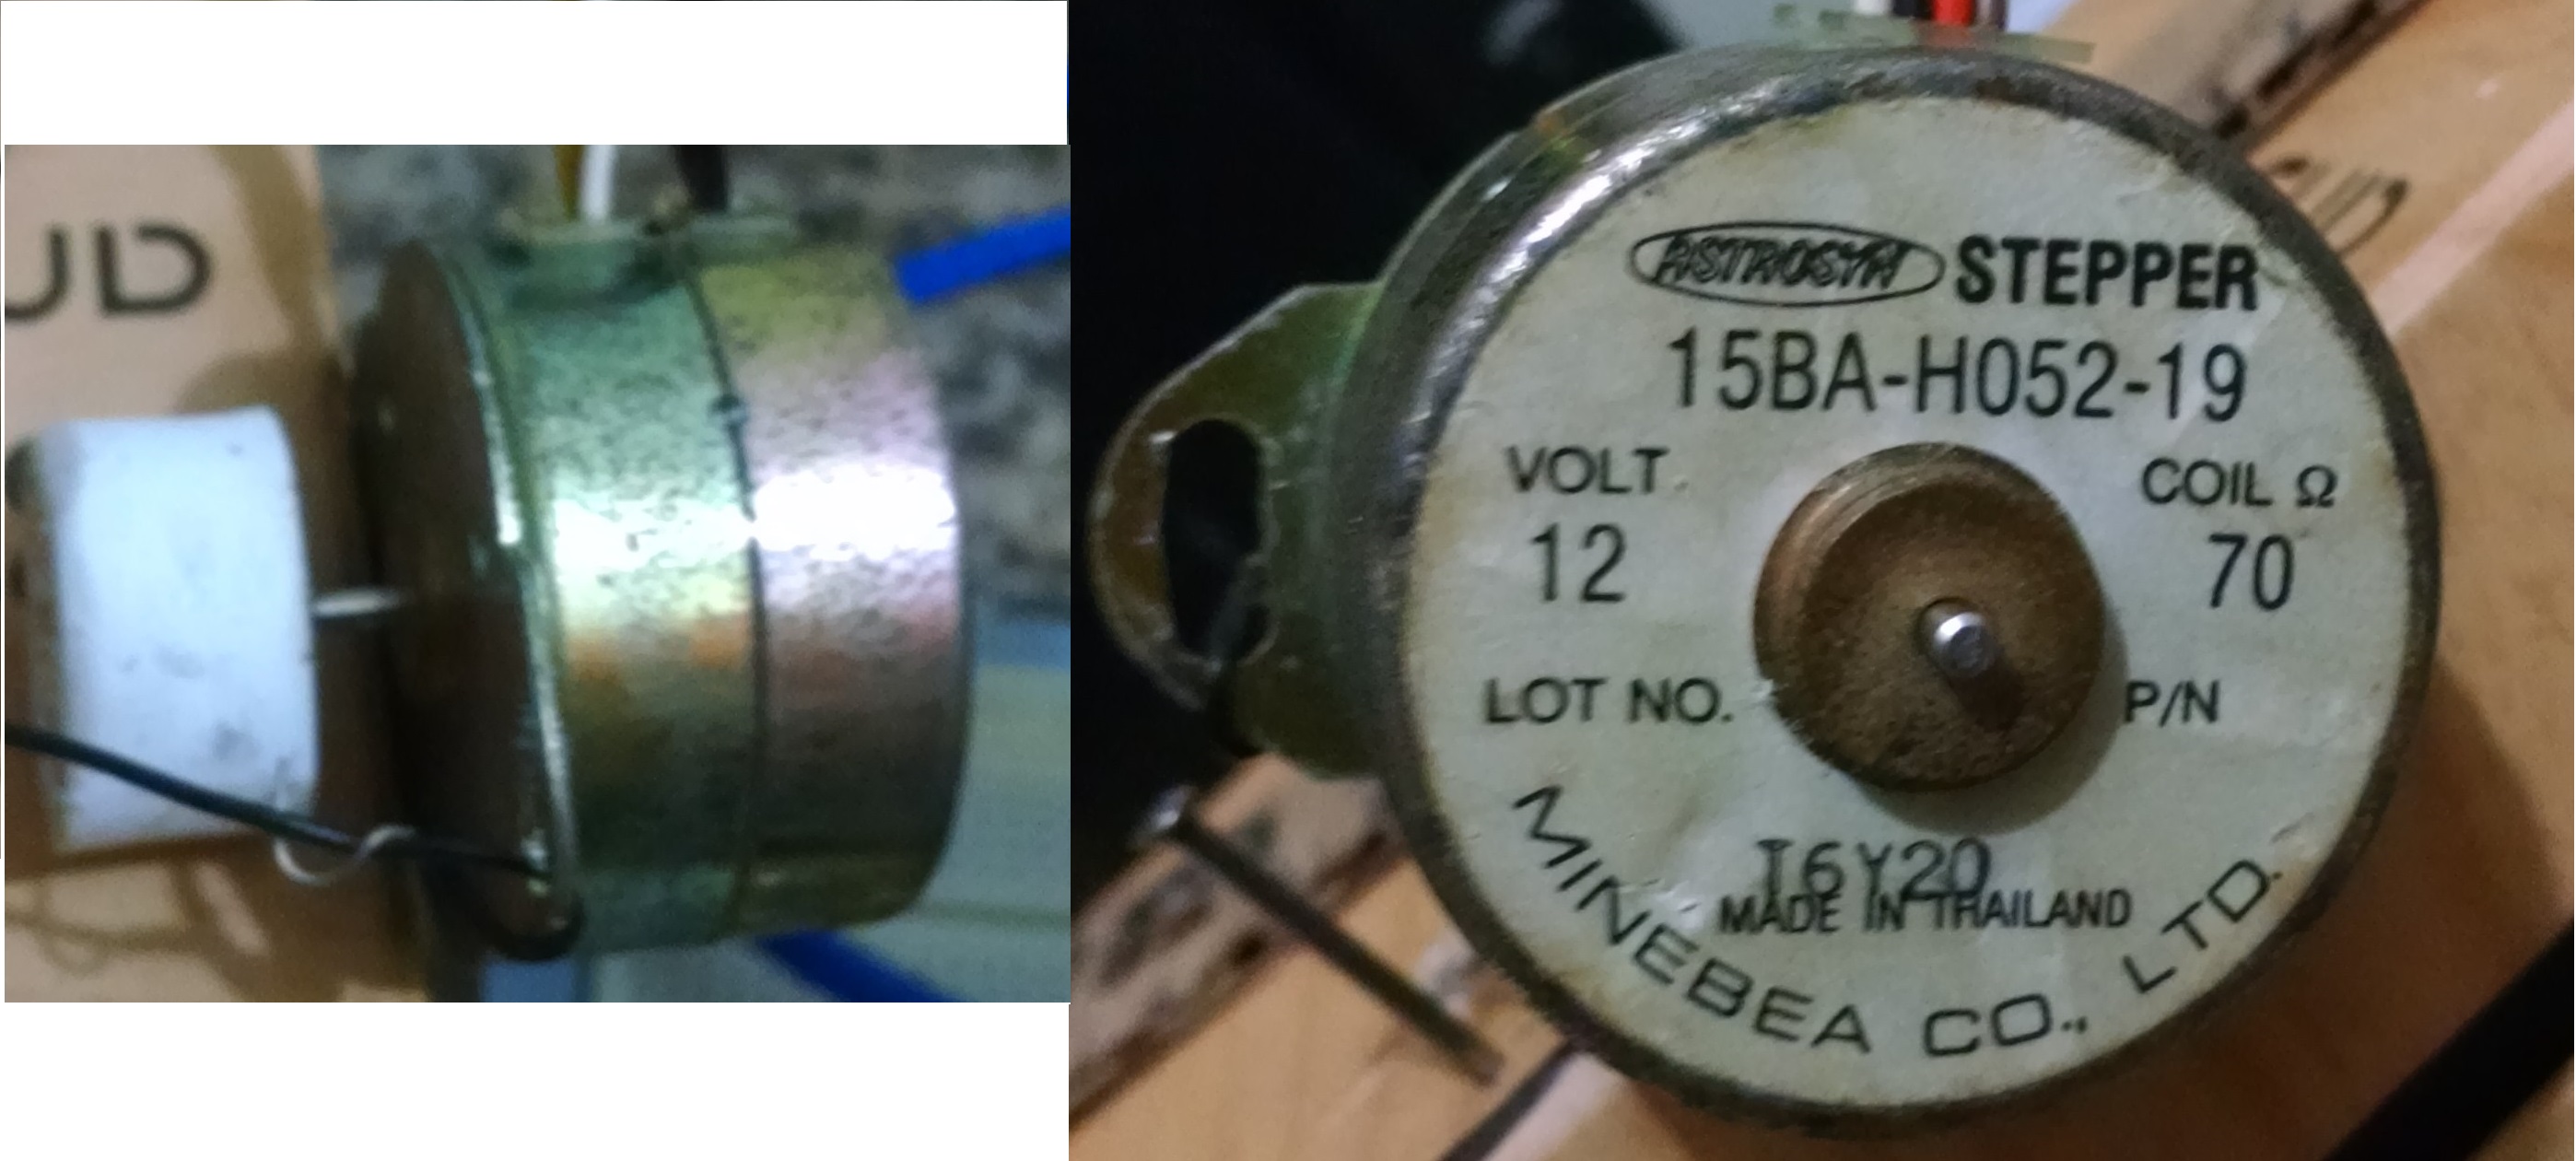 UD
ASTROSYN STEPPER
15BA-H052-19
VOLT. COIL Ω
12 70
LOT NO. P/N
T6Y20
MADE IN THAILAND
MINEBEA CO., LTD.